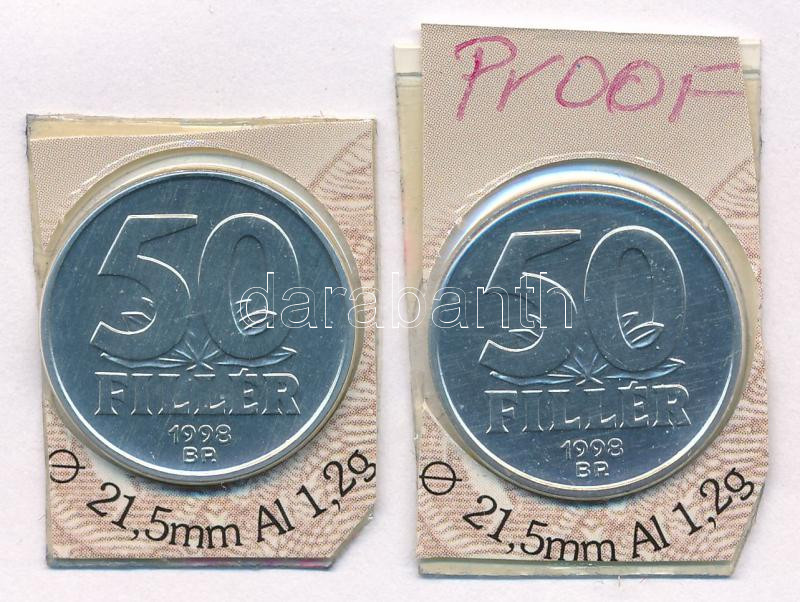 Proof
50
FILLÉR
1998
BP.
Ø 21,5mm Al 1,2g
50
FILLÉR
1998
BP.
Ø 21,5mm Al 1,2g
darabanth